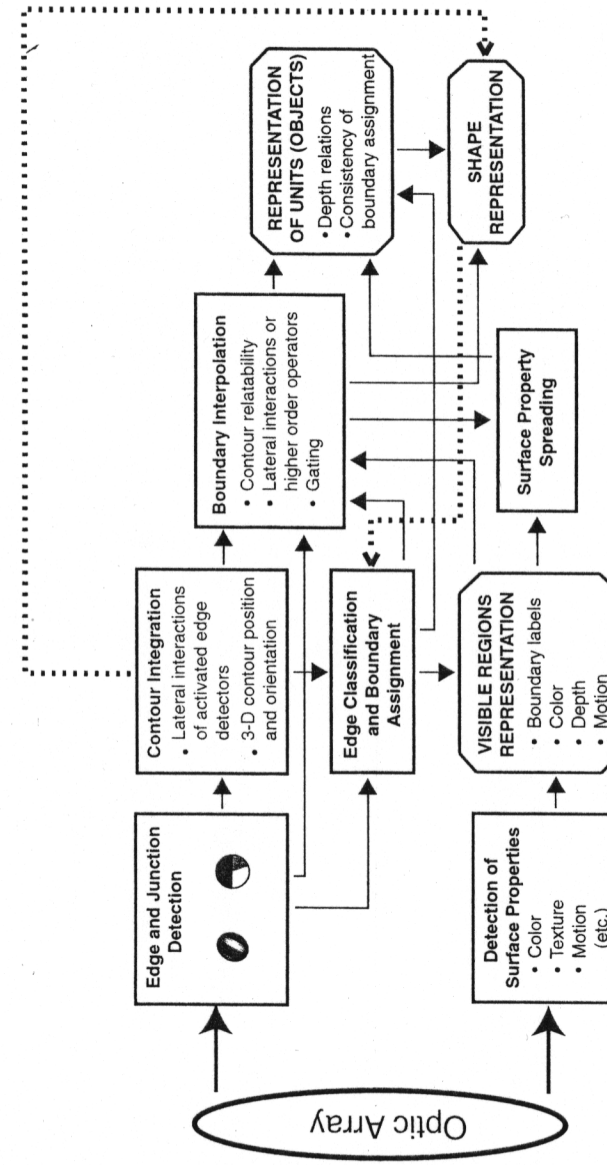 Optic Array
Edge and Junction
Detection
Contour Integration
• Lateral interactions
of activated edge
detectors
• 3-D contour position
and orientation
Boundary Interpolation
• Contour relatability
• Lateral interactions or
higher order operators
• Gating
REPRESENTATION
OF UNITS (OBJECTS)
• Depth relations
• Consistency of
boundary assignment
Edge Classification
and Boundary
Assignment
SHAPE
REPRESENTATION
Detection of
Surface Properties
• Color
• Texture
• Motion
(etc.)
VISIBLE REGIONS
REPRESENTATION
• Boundary labels
• Color
• Depth
• Motion
Surface Property
Spreading